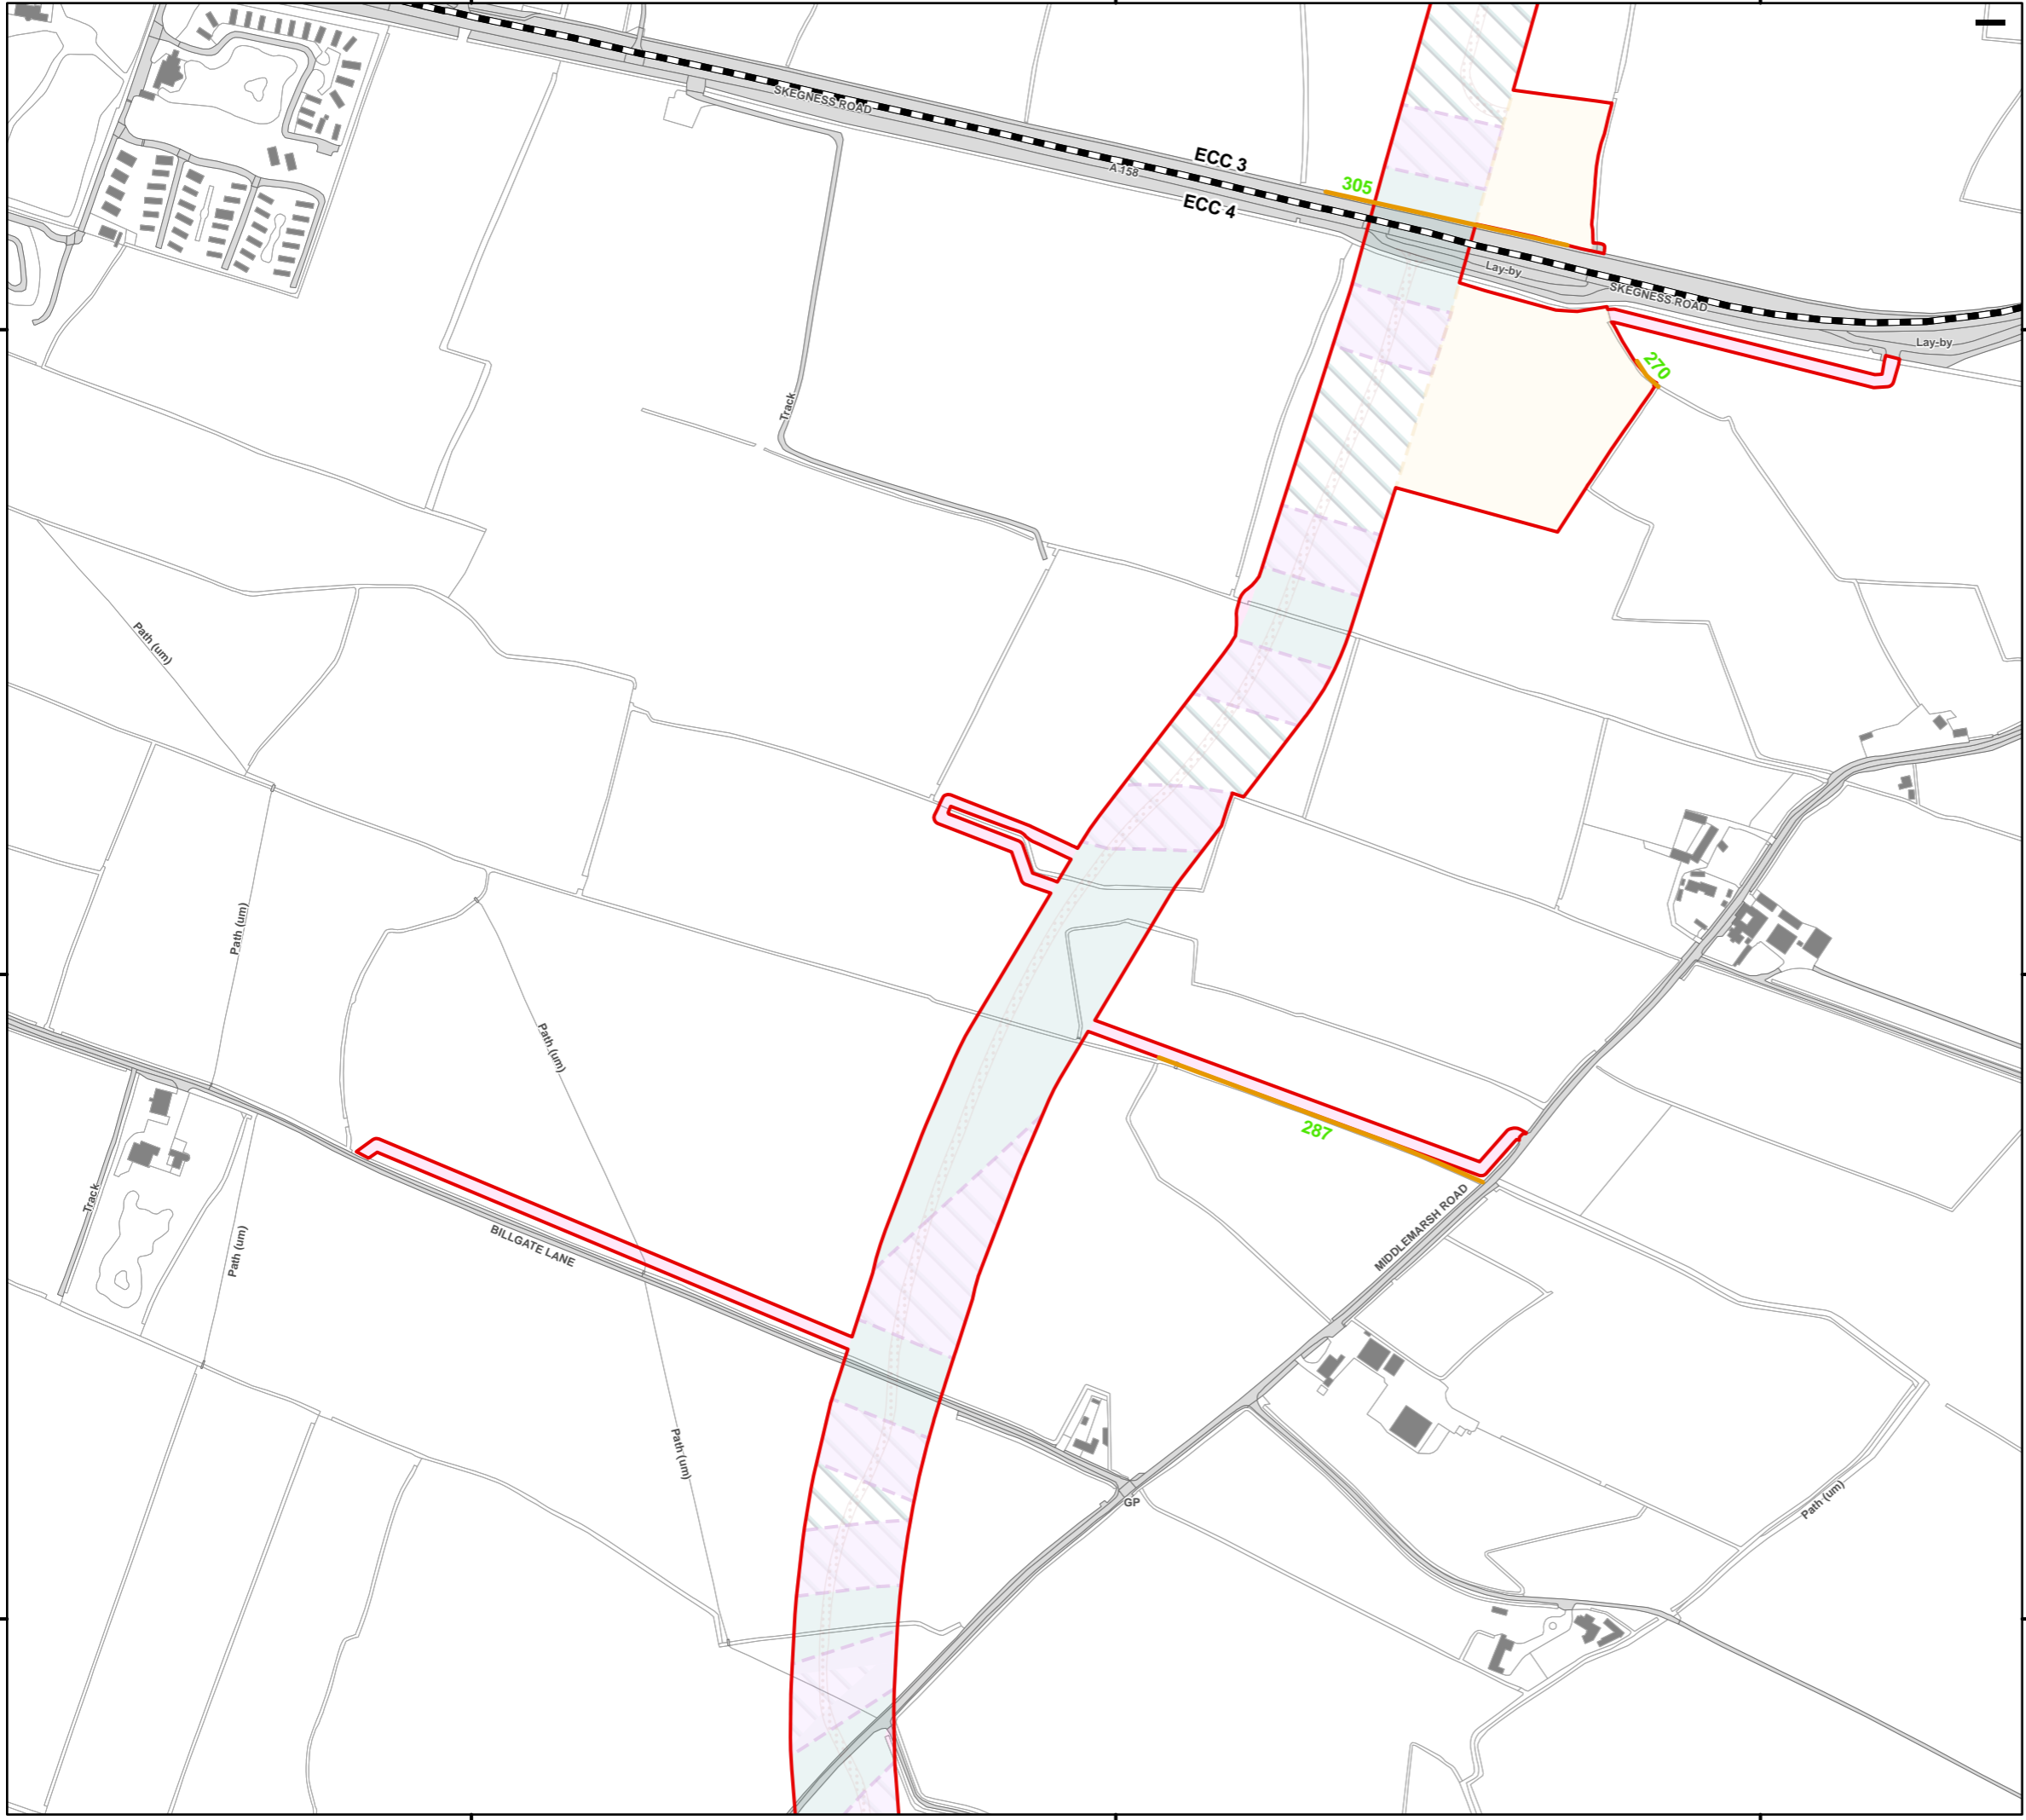 SKEGNESS ROAD
A 158
ECC 3
ECC 4
305
Lay-by
SKEGNESS ROAD
Lay-by
270
Track
Path (um)
Path (um)
Path (um)
287
Track
Path (um)
BILLGATE LANE
MIDDLEMARSH ROAD
Path (um)
GP
Path (um)